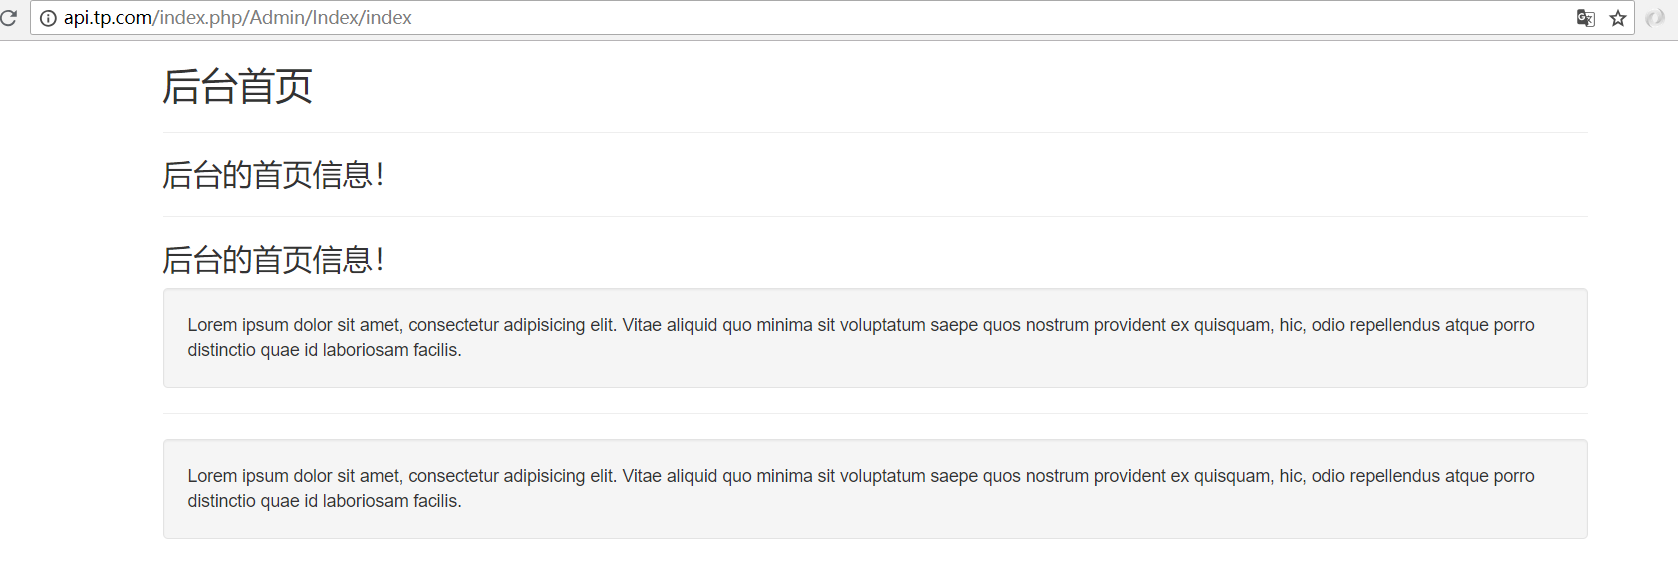 api.tp.com/index.php/Admin/Index/index
后台首页
后台的首页信息！
后台的首页信息！
Lorem ipsum dolor sit amet, consectetur adipisicing elit. Vitae aliquid quo minima sit voluptatum saepe quos nostrum provident ex quisquam, hic, odio repellendus atque porro
distinctio quae id laboriosam facilis.
Lorem ipsum dolor sit amet, consectetur adipisicing elit. Vitae aliquid quo minima sit voluptatum saepe quos nostrum provident ex quisquam, hic, odio repellendus atque porro
distinctio quae id laboriosam facilis.